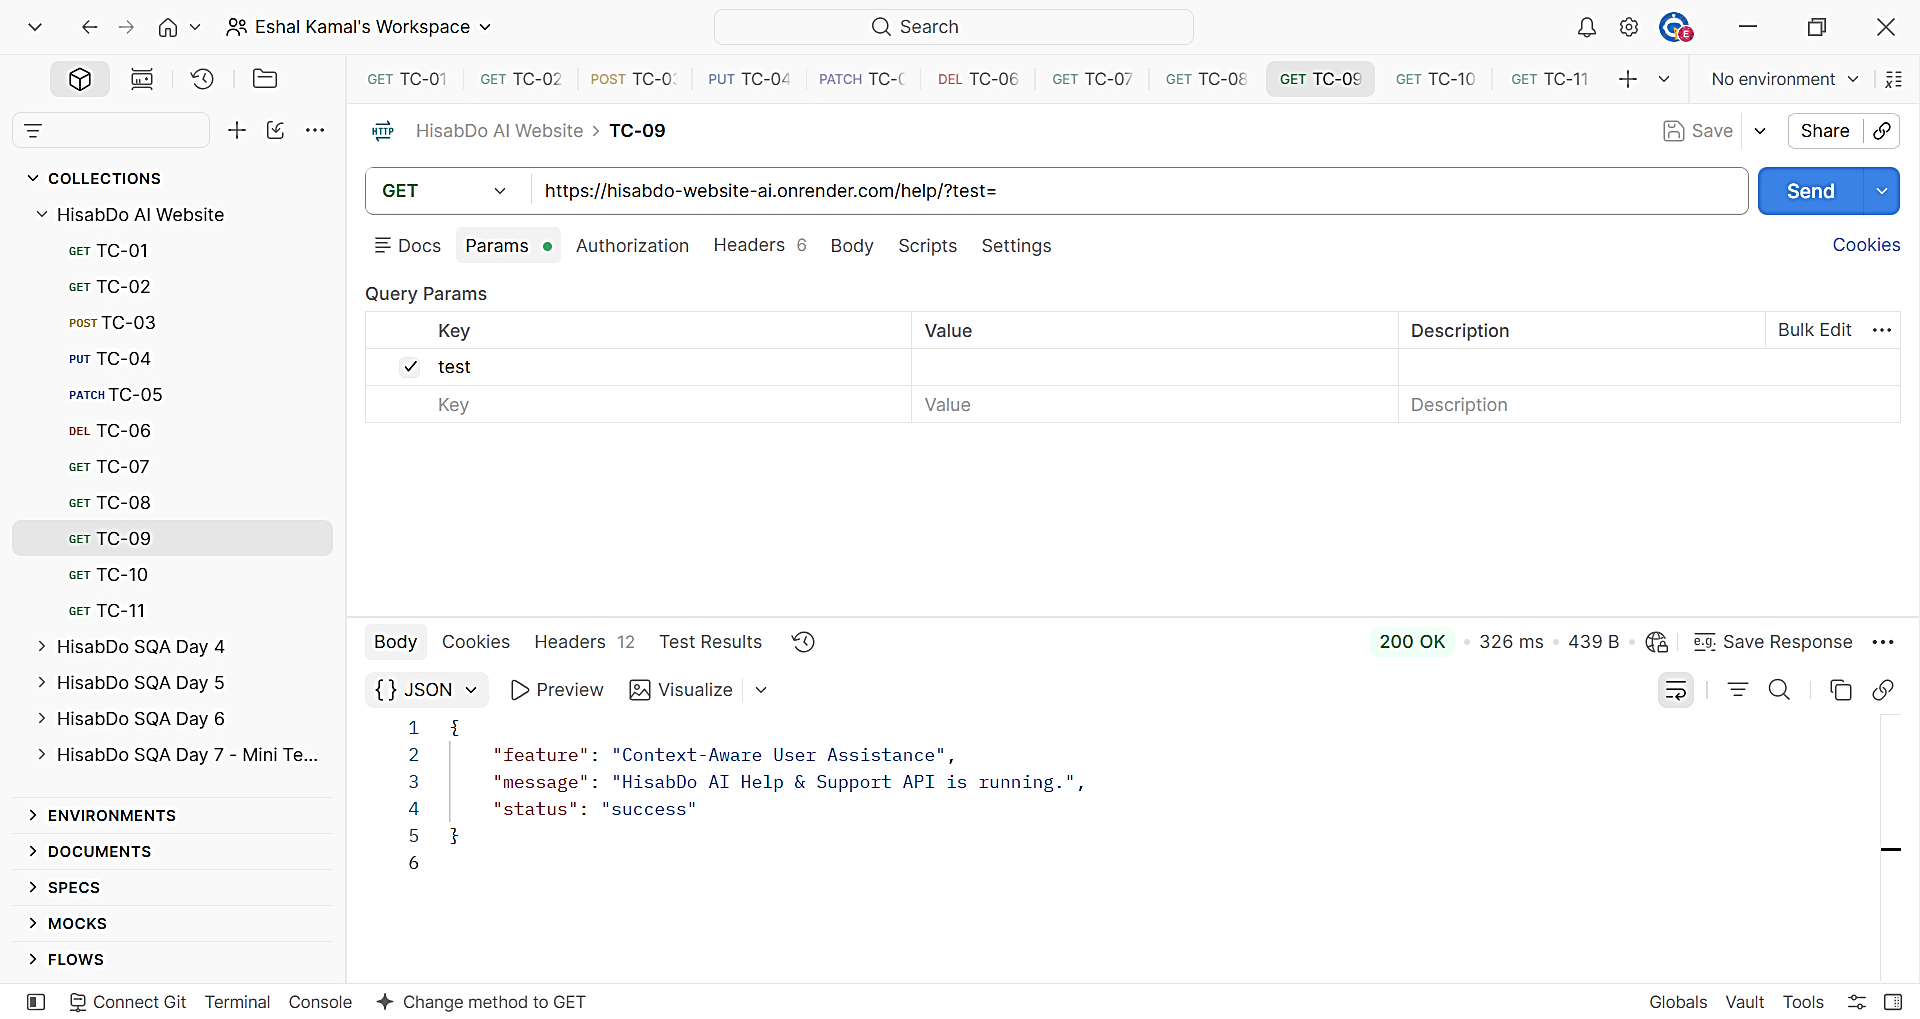 Eshal Kamal's Workspace
Search
E
GET TC-01
GET TC-02
POST TC-0
PUT TC-04
PATCH TC-
DEL TC-06
GET TC-07
GET TC-08
GET TC-09
GET TC-10
GET TC-11
No environment
HTTP HisabDo AI Website > TC-09
Save
Share
COLLECTIONS
HisabDo AI Website
GET TC-01
GET TC-02
POST TC-03
PUT TC-04
PATCH TC-05
DEL TC-06
GET TC-07
GET TC-08
GET TC-09
GET TC-10
GET TC-11
HisabDo SQA Day 4
HisabDo SQA Day 5
HisabDo SQA Day 6
HisabDo SQA Day 7 - Mini Te...
ENVIRONMENTS
DOCUMENTS
SPECS
MOCKS
FLOWS
GET
https://hisabdo-website-ai.onrender.com/help/?test=
Send
Docs
Params
Authorization
Headers 6
Body
Scripts
Settings
Cookies
Query Params
Key Value Description Bulk Edit
test
Key Value Description
Body
Cookies
Headers 12
Test Results
200 OK • 326 ms • 439 B
e.g. Save Response
{} JSON
Preview
Visualize
1 {
2 "feature": "Context-Aware User Assistance",
3 "message": "HisabDo AI Help & Support API is running.",
4 "status": "success"
5 }
6
Connect Git
Terminal
Console
Change method to GET
Globals
Vault
Tools